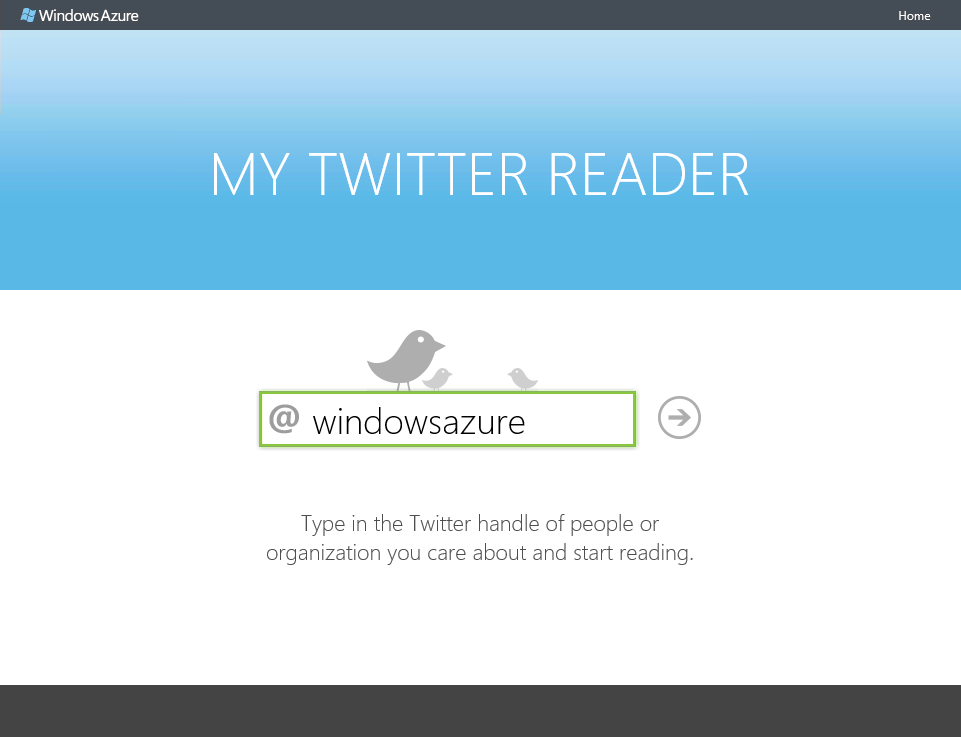 Windows Azure
Home
MY TWITTER READER
@ windowsazure
Type in the Twitter handle of people or
organization you care about and start reading.